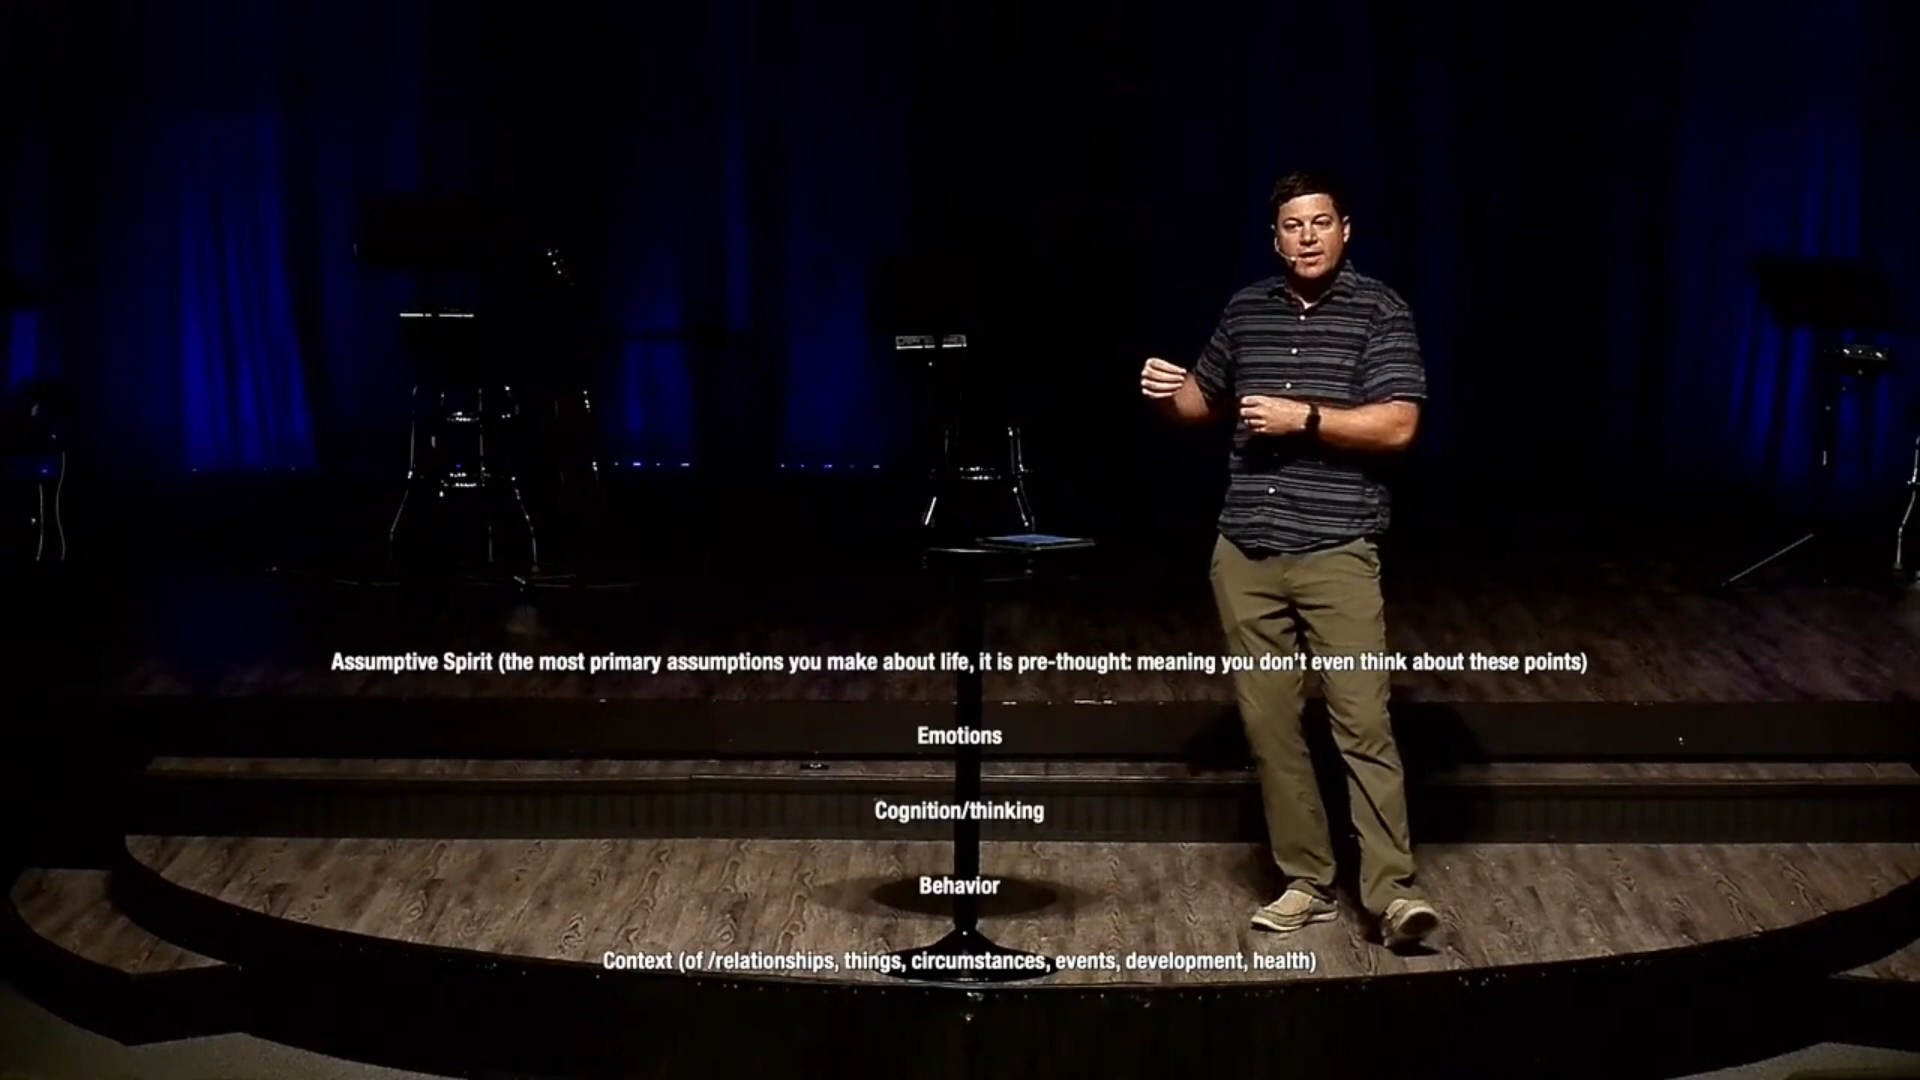 Assumptive Spirit (the most primary assumptions you make about life, it is pre-thought: meaning you don't even think about these points)
Emotions
Cognition/thinking
Behavior
Context (of /relationships, things, circumstances, events, development, health)